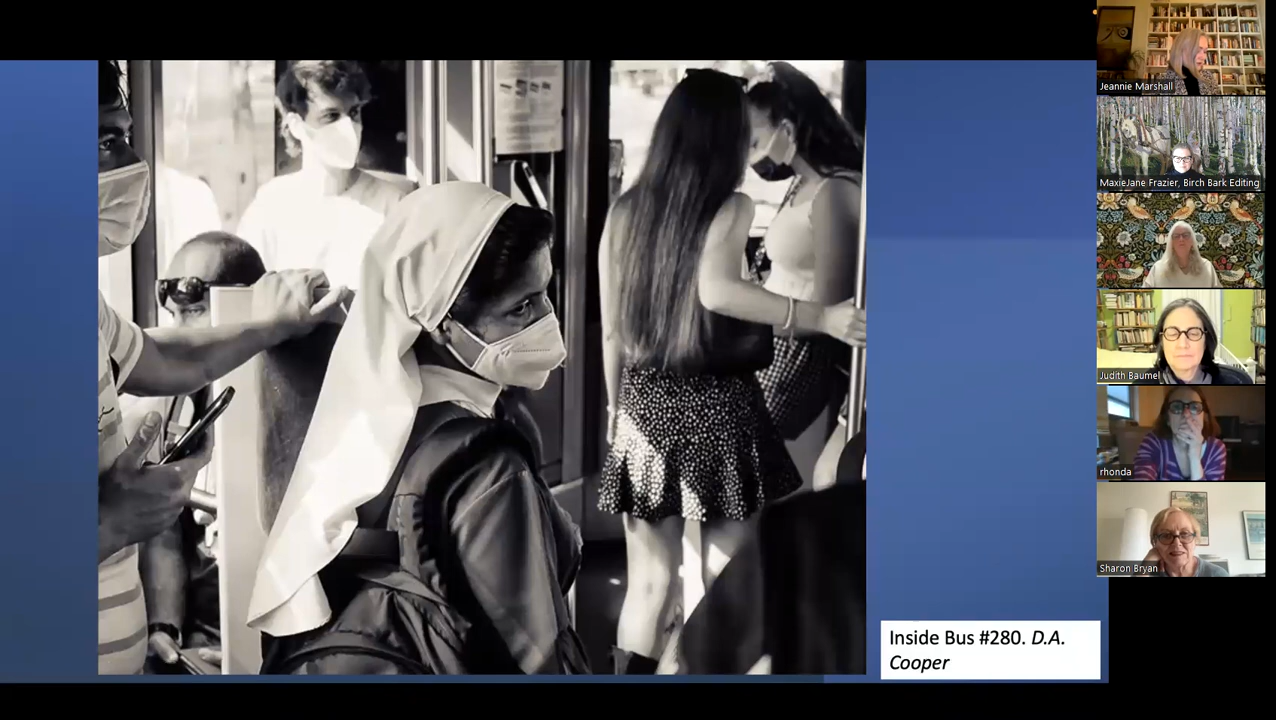 Jeannie Marshall
MaxieJane Frazier, Birch Bark Editing
Judith Baumel
rhonda
Sharon Bryan
Inside Bus #280. D.A.
Cooper